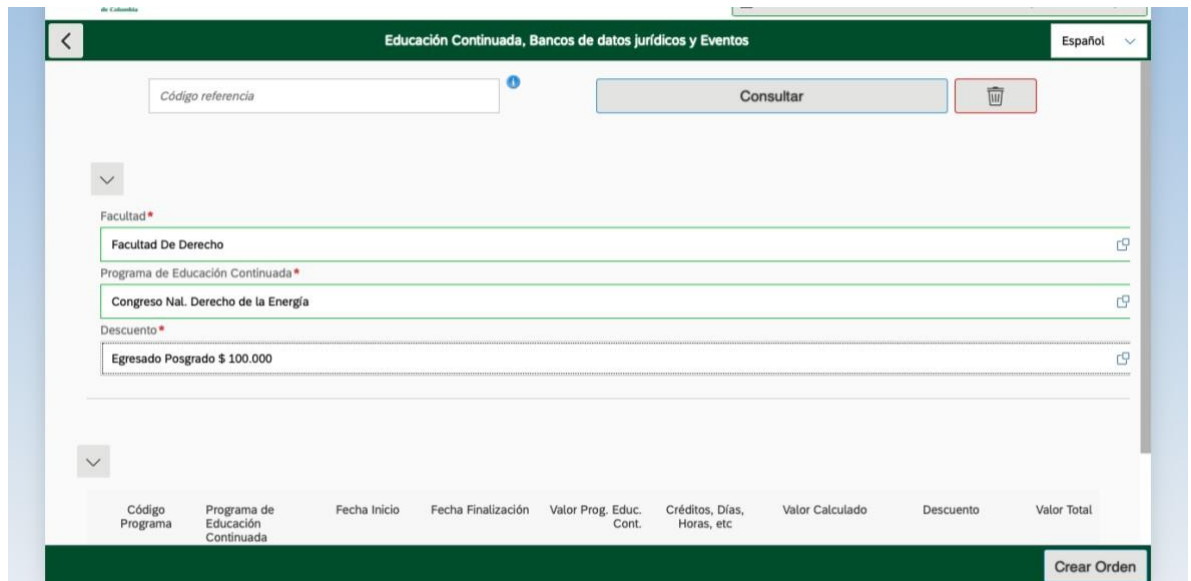 de Colombia
Educación Continuada, Bancos de datos jurídicos y Eventos
Español
Código referencia
Consultar
Facultad*
Facultad De Derecho
Programa de Educación Continuada*
Congreso Nal. Derecho de la Energía
Descuento*
Egresado Posgrado $ 100.000
Código
Programa
Programa de
Educación
Continuada
Fecha Inicio
Fecha Finalización
Valor Prog. Educ.
Cont.
Créditos, Días,
Horas, etc
Valor Calculado
Descuento
Valor Total
Crear Orden